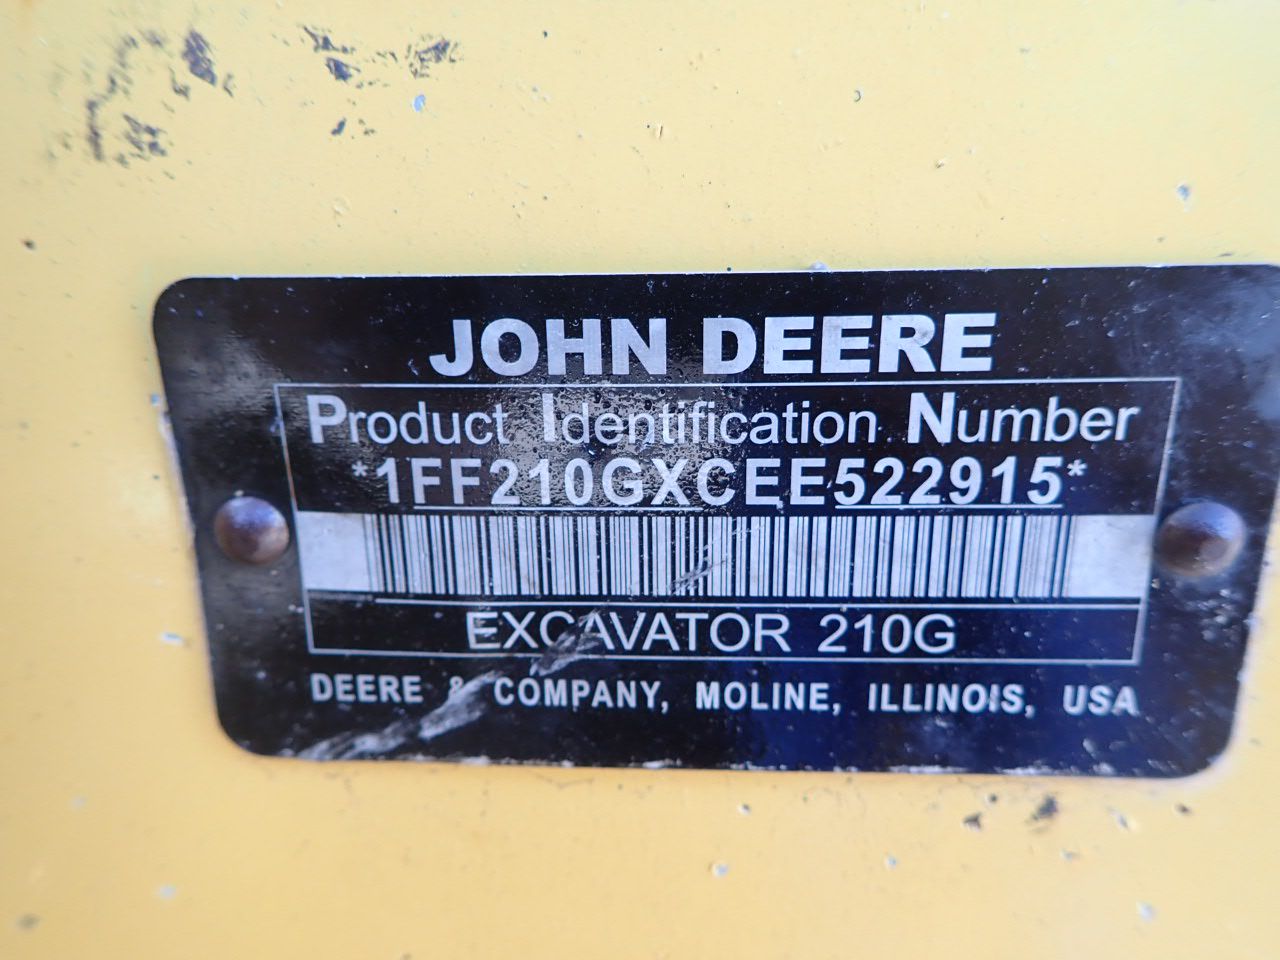 JOHN DEERE
Product Identification Number
*1FF210GXCEE522915*
EXCAVATOR 210G
DEERE & COMPANY, MOLINE, ILLINOIS, USA